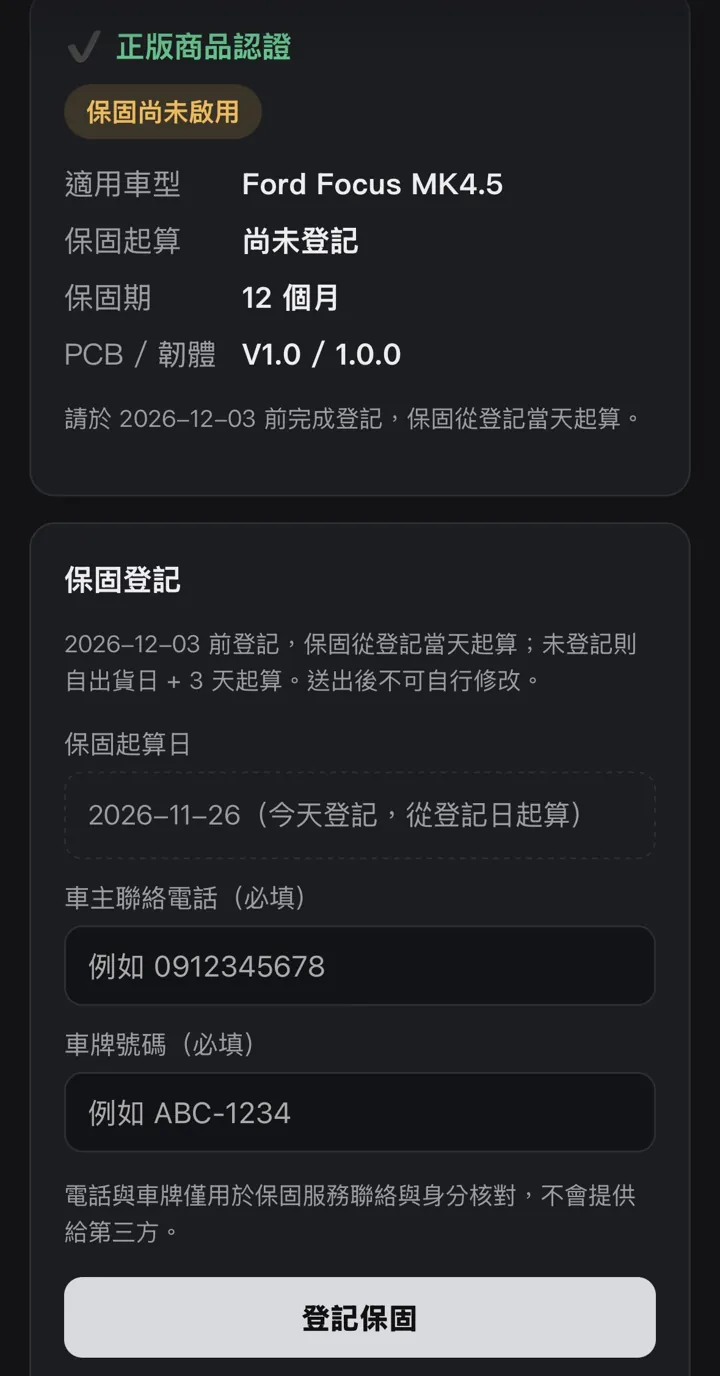 正版商品認證
保固尚未啟用
適用車型 Ford Focus MK4.5
保固起算 尚未登記
保固期 12 個月
PCB / 韌體 V1.0 / 1.0.0
請於 2026–12–03 前完成登記，保固從登記當天起算。
保固登記
2026–12–03 前登記，保固從登記當天起算；未登記則
自出貨日 + 3 天起算。送出後不可自行修改。
保固起算日
2026–11–26（今天登記，從登記日起算）
車主聯絡電話（必填）
例如 0912345678
車牌號碼（必填）
例如 ABC-1234
電話與車牌僅用於保固服務聯絡與身分核對，不會提供
給第三方。
登記保固